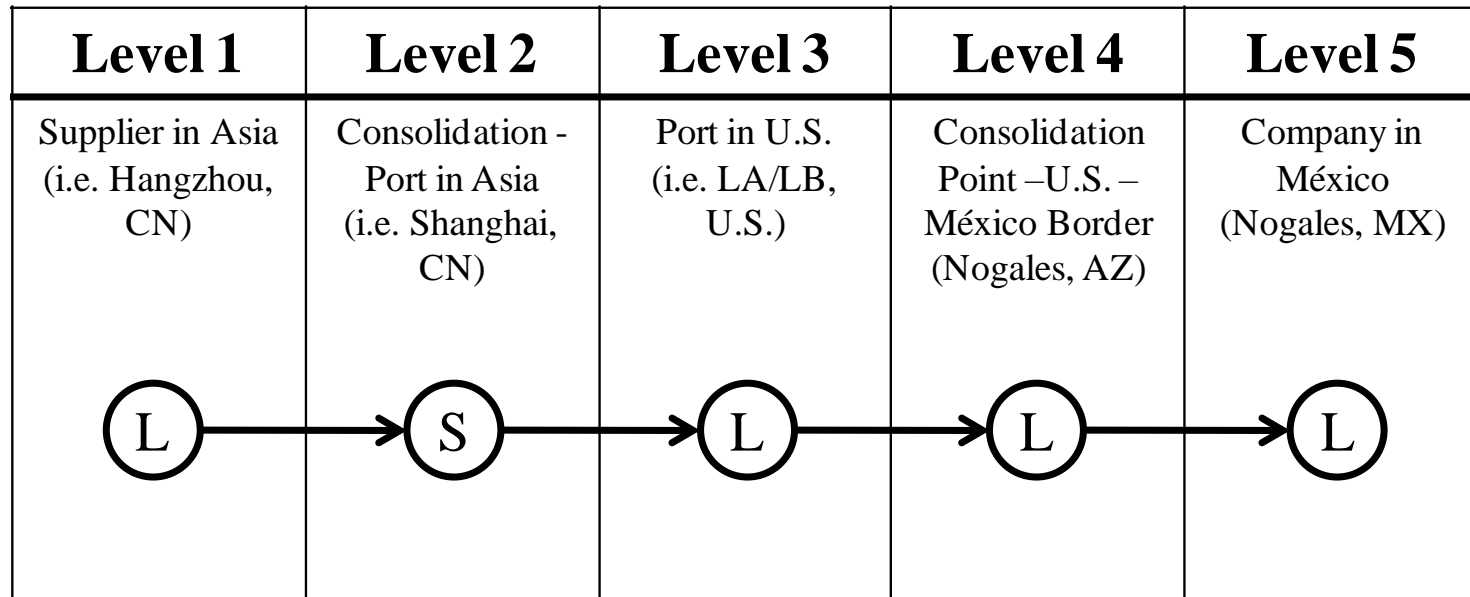 Level 1
Level 2
Level 3
Level 4
Level 5
Supplier in Asia
(i.e. Hangzhou,
CN)
Consolidation -
Port in Asia
(i.e. Shanghai,
CN)
Port in U.S.
(i.e. LA/LB,
U.S.)
Consolidation
Point –U.S. –
México Border
(Nogales, AZ)
Company in
México
(Nogales, MX)
L
S
L
L
L